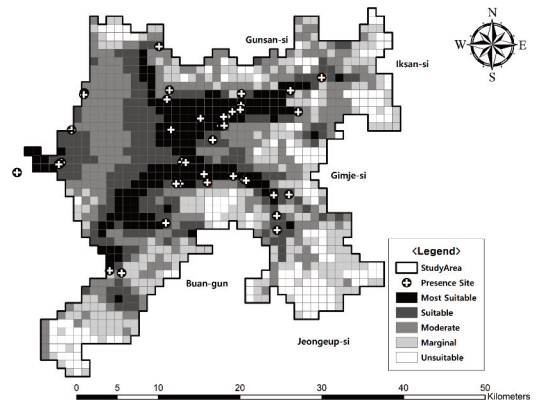 N
Gunsan-si
W E
Iksan-si
S
Gimje-si
<Legend>
StudyArea
Presence Site
Most Suitable
Suitable
Moderate
Marginal
Unsuitable
Buan-gun
Jeongeup-si
0 5 10 20 30 40 50
Kilometers